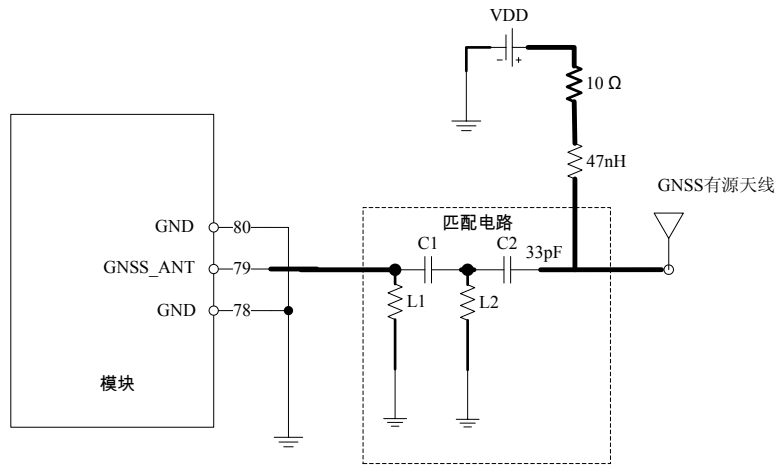 VDD
- +
10 Ω
47nH
GNSS有源天线
匹配电路
GND 80
C1 C2 33pF
GNSS_ANT 79
L1 L2
GND 78
模块